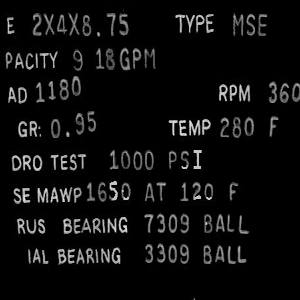 E 2X4X8.75 TYPE MSE
PACITY 9 18GPM
AD 1180 RPM 360
GR: 0.95 TEMP 280 F
DRO TEST 1000 PSI
SE MAWP 1650 AT 120 F
RUS BEARING 7309 BALL
IAL BEARING 3309 BALL